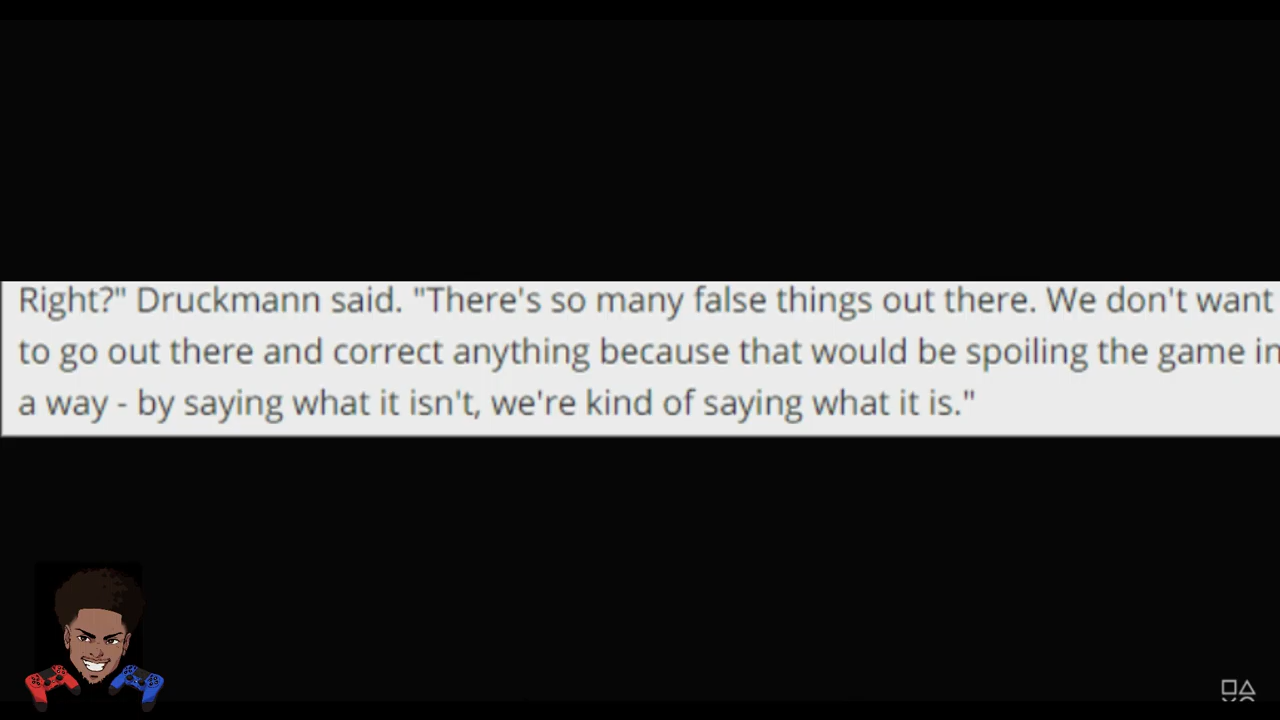 Right?" Druckmann said. "There's so many false things out there. We don't want
to go out there and correct anything because that would be spoiling the game in
a way - by saying what it isn't, we're kind of saying what it is."